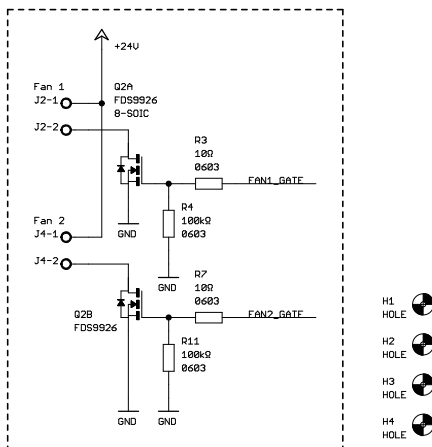 +24V
Fan 1
J2-1
Q2A
FDS9926
8-SOIC
J2-2
R3
10Ω
0603
FAN1_GATE
R4
100kΩ
0603
GND
Fan 2
J4-1
J4-2
GND
R7
10Ω
0603
FAN2_GATE
Q2B
FDS9926
R11
100kΩ
0603
GND
GND
H1
HOLE
H2
HOLE
H3
HOLE
H4
HOLE